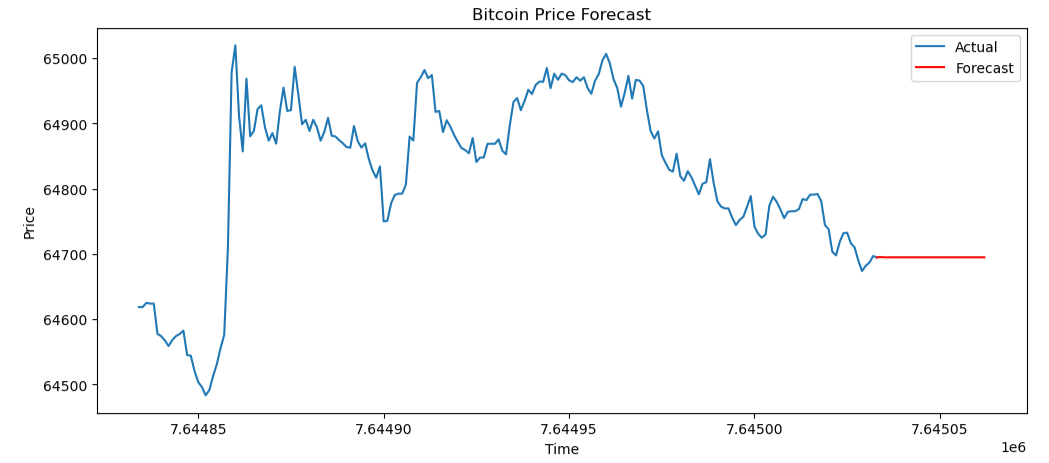 Bitcoin Price Forecast
Actual
Forecast
Price
65000
64900
64800
64700
64600
64500
7.64485
7.64490
7.64495
7.64500
7.64505
1e6
Time